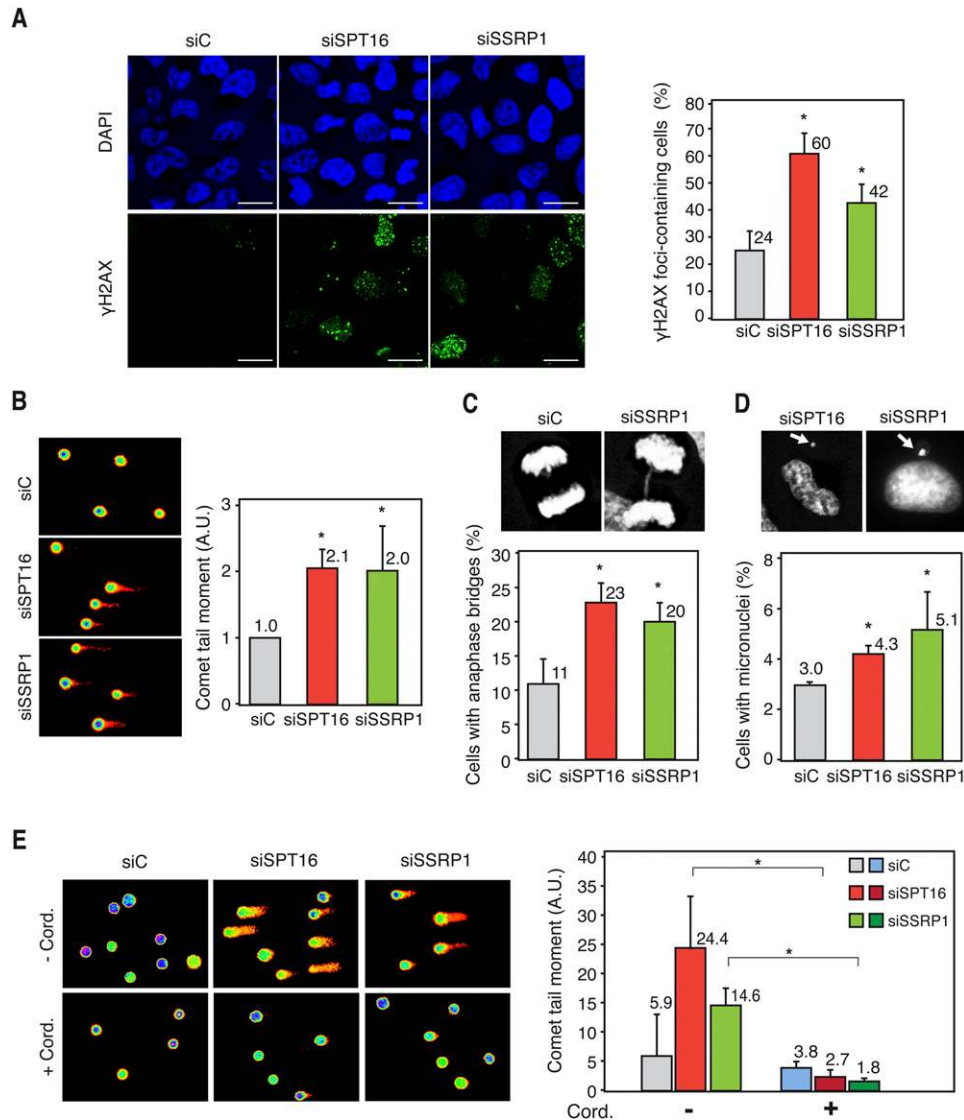 A
siC siSPT16 siSSRP1
DAPI
γH2AX
γH2AX foci-containing cells (%)
80
70
60
50
40
30
20
10
0
24
*
60
*
42
siC siSPT16 siSSRP1
B
siC
siSPT16
siSSRP1
Comet tail moment (A.U.)
3
2
1
0
1.0
*
2.1
*
2.0
siC siSPT16 siSSRP1
C
siC siSSRP1
Cells with anaphase bridges (%)
30
25
20
15
10
5
0
11
*
23
*
20
siC siSPT16 siSSRP1
D
siSPT16 siSSRP1
Cells with micronuclei (%)
8
6
4
2
0
3.0
*
4.3
*
5.1
siC siSPT16 siSSRP1
E
siC siSPT16 siSSRP1
- Cord.
+ Cord.
Comet tail moment (A.U.)
40
35
30
25
20
15
10
5
0
*
*
siC
siSPT16
siSSRP1
5.9
24.4
14.6
3.8
2.7
1.8
Cord. - +